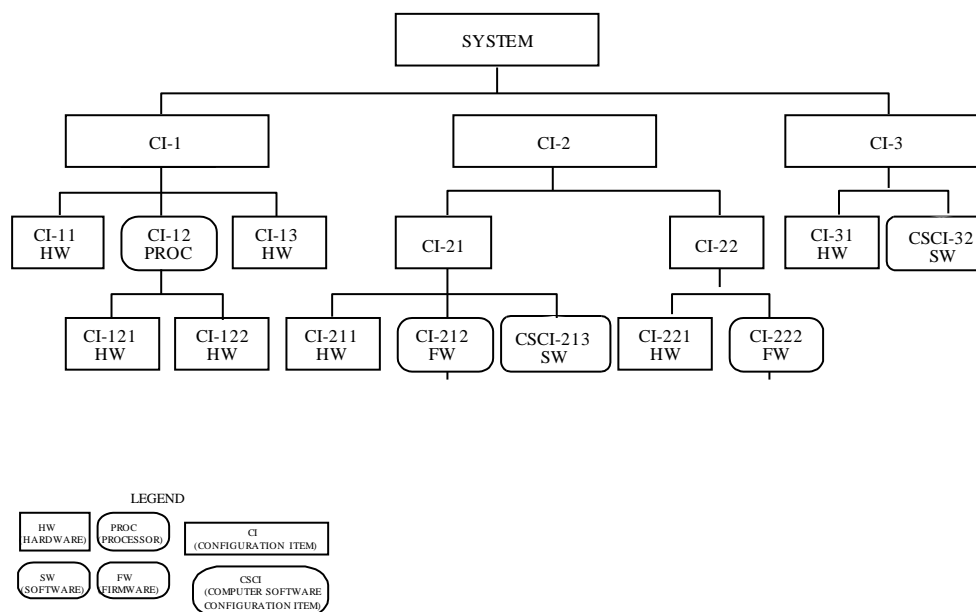 SYSTEM
CI-1
CI-2
CI-3
CI-11
HW
CI-12
PROC
CI-13
HW
CI-21
CI-22
CI-31
HW
CSCI-32
SW
CI-121
HW
CI-122
HW
CI-211
HW
CI-212
FW
CSCI-213
SW
CI-221
HW
CI-222
FW
LEGEND
HW
(HARDWARE)
PROC
(PROCESSOR)
CI
(CONFIGURATION ITEM)
SW
(SOFTWARE)
FW
(FIRMWARE)
CSCI
(COMPUTER SOFTWARE
CONFIGURATION ITEM)